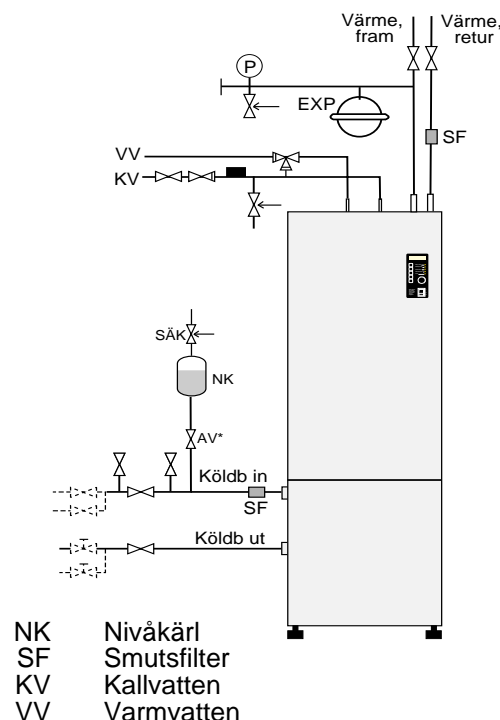 Värme, fram
Värme, retur
P
EXP
SF
VV
KV
SÄK
NK
AV*
Köldb in
SF
Köldb ut
NK Nivåkärl
SF Smutsfilter
KV Kallvatten
VV Varmvatten